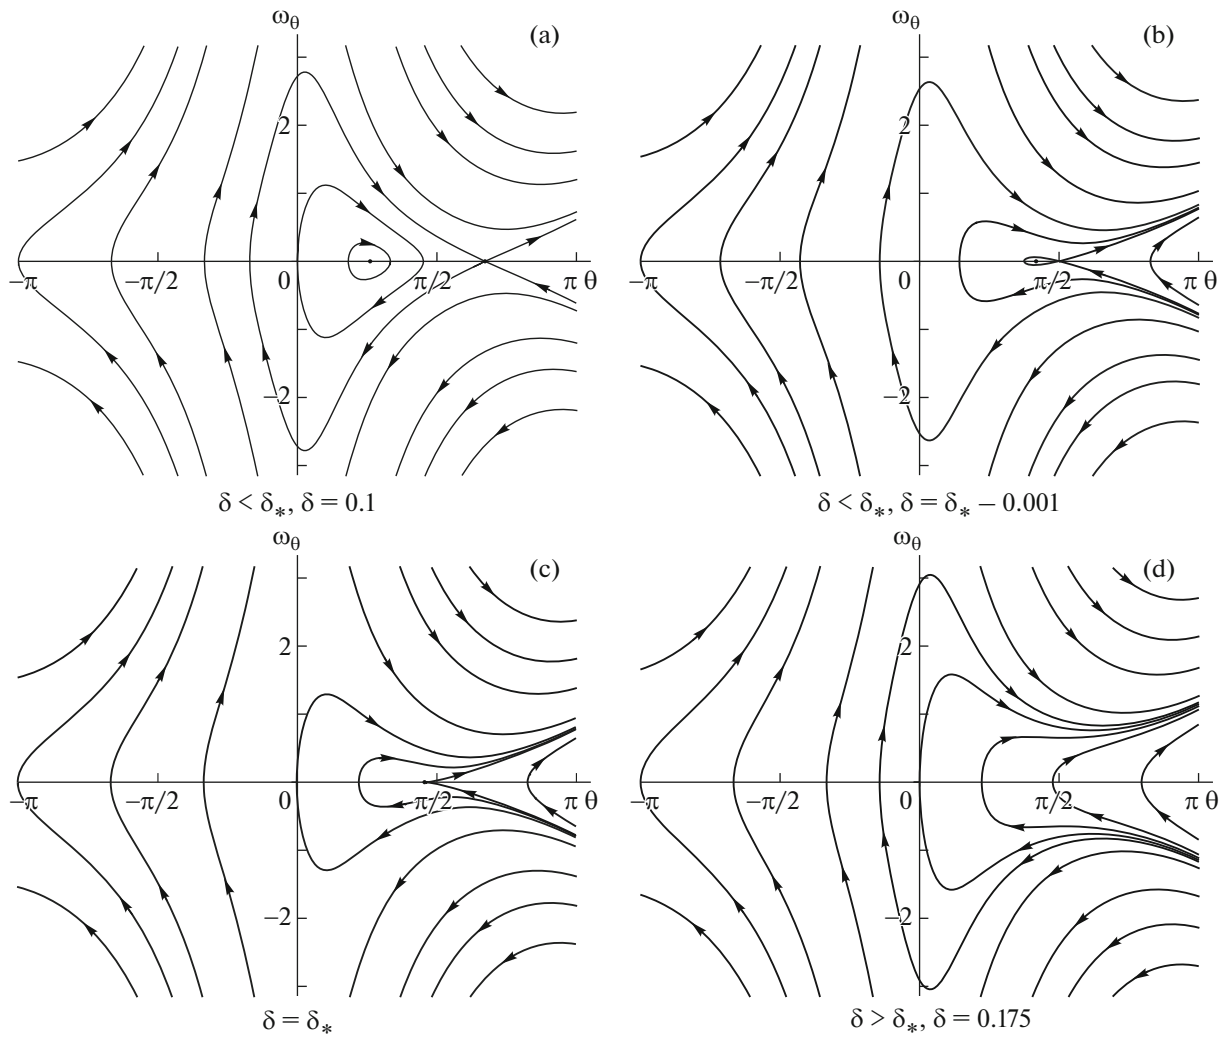 ω_θ (a)
2
−π −π/2 0 π/2 π θ
−2
δ < δ_*, δ = 0.1
ω_θ (b)
2
−π −π/2 0 π/2 π θ
−2
δ < δ_*, δ = δ_* − 0.001
ω_θ (c)
2
−π −π/2 0 π/2 π θ
−2
δ = δ_*
ω_θ (d)
2
−π −π/2 0 π/2 π θ
−2
δ > δ_*, δ = 0.175